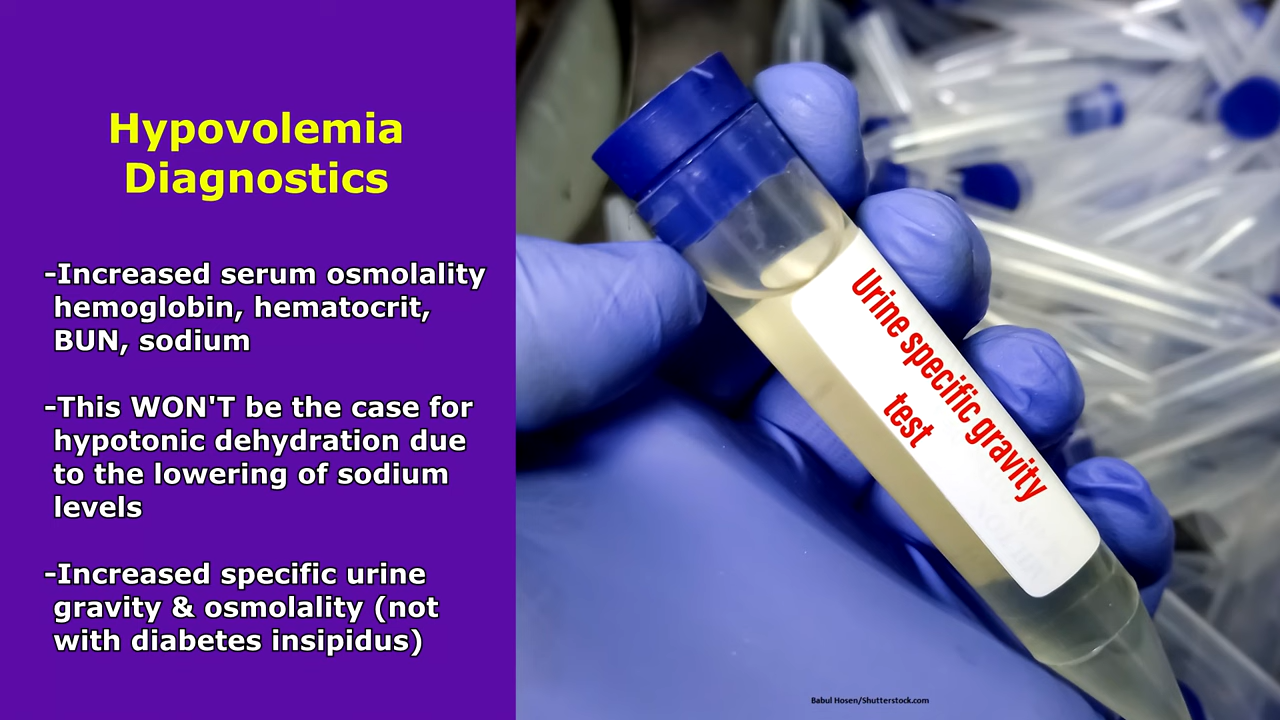 Hypovolemia
Diagnostics
-Increased serum osmolality
hemoglobin, hematocrit,
BUN, sodium
-This WON'T be the case for
hypotonic dehydration due
to the lowering of sodium
levels
-Increased specific urine
gravity & osmolality (not
with diabetes insipidus)
Urine specific gravity
test
Babul Hosen/Shutterstock.com